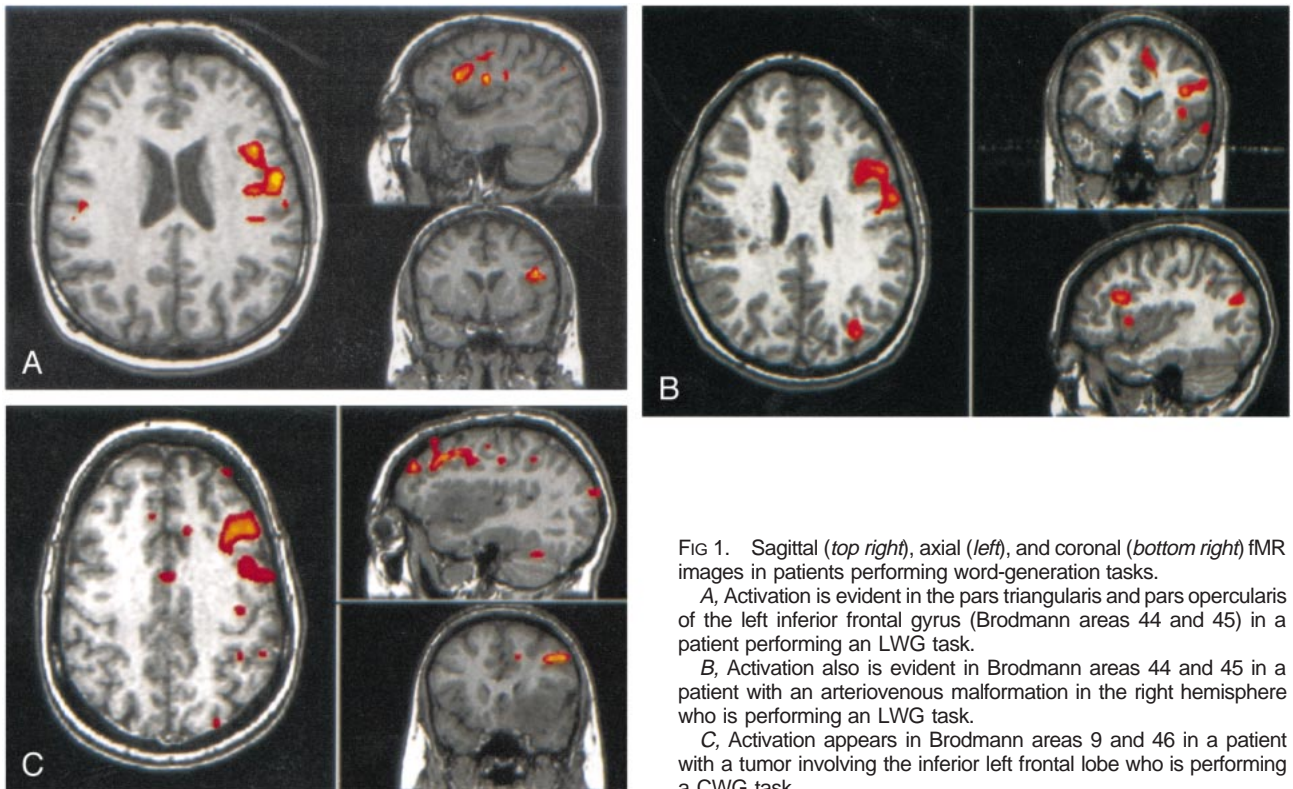 A
B
C
FIG 1. Sagittal (top right), axial (left), and coronal (bottom right) fMR
images in patients performing word-generation tasks.
A, Activation is evident in the pars triangularis and pars opercularis
of the left inferior frontal gyrus (Brodmann areas 44 and 45) in a
patient performing an LWG task.
B, Activation also is evident in Brodmann areas 44 and 45 in a
patient with an arteriovenous malformation in the right hemisphere
who is performing an LWG task.
C, Activation appears in Brodmann areas 9 and 46 in a patient
with a tumor involving the inferior left frontal lobe who is performing
a CWG task.